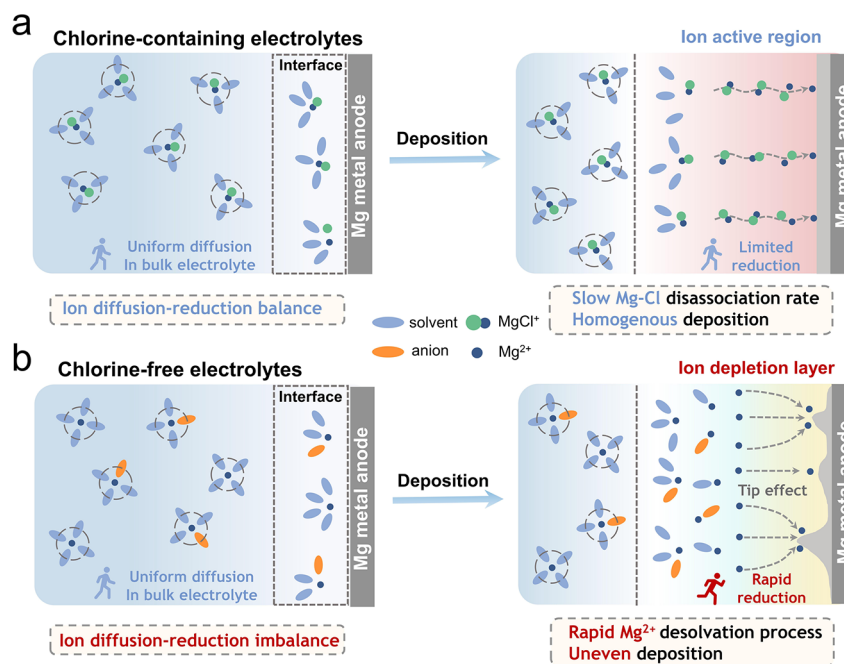 a
Chlorine-containing electrolytes
Interface
Mg metal anode
Uniform diffusion
In bulk electrolyte
Ion diffusion-reduction balance
Deposition
Ion active region
Mg metal anode
Limited
reduction
Slow Mg-Cl disassociation rate
Homogenous deposition
solvent
MgCl⁺
anion
Mg²⁺
b
Chlorine-free electrolytes
Interface
Mg metal anode
Uniform diffusion
In bulk electrolyte
Ion diffusion-reduction imbalance
Deposition
Ion depletion layer
Tip effect
Mg metal anode
Rapid
reduction
Rapid Mg²⁺ desolvation process
Uneven deposition